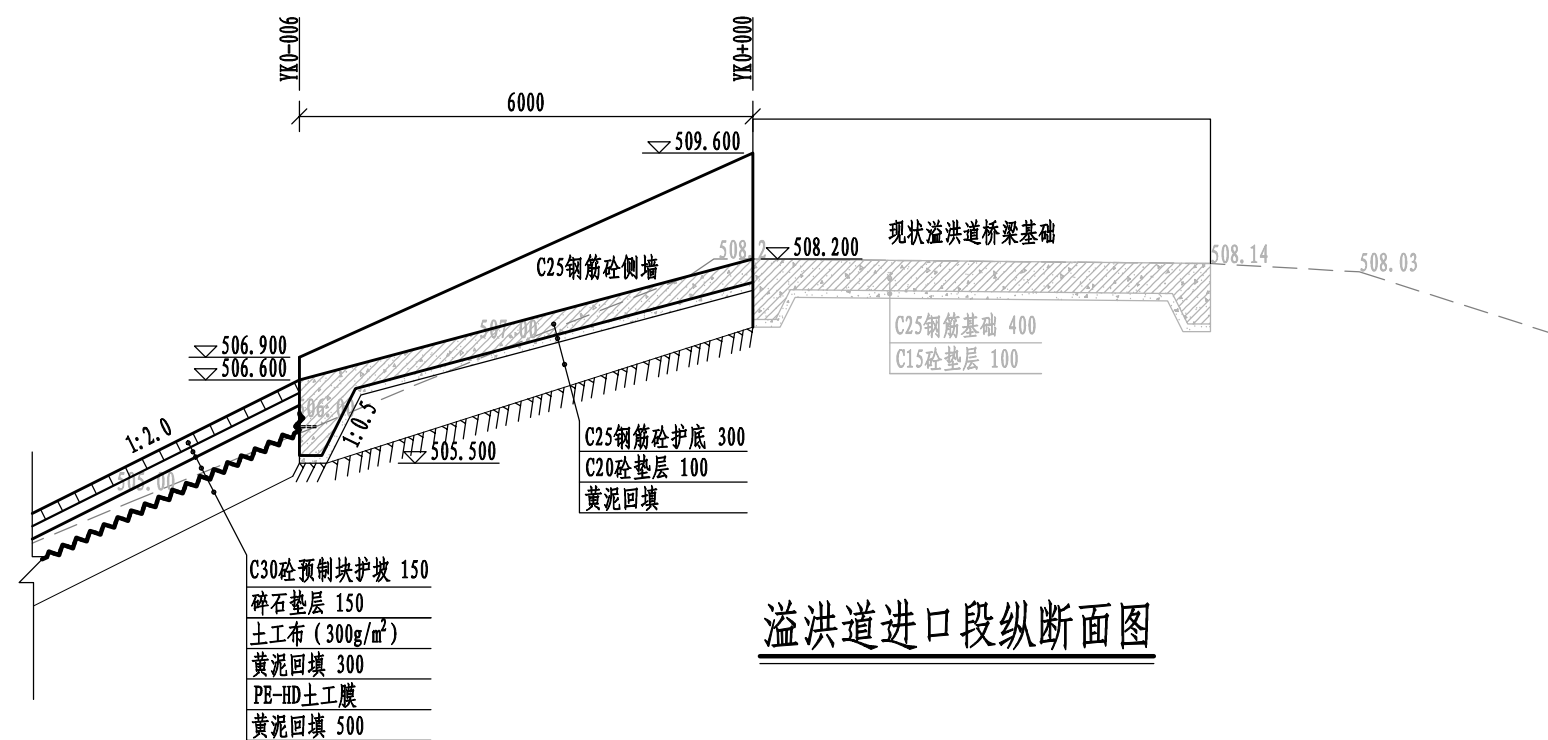 YK0-006
YK0+000
6000
509.600
现状溢洪道桥梁基础
508.2
508.200
508.14
508.03
C25钢筋砼侧墙
507.00
C25钢筋基础 400
C15砼垫层 100
506.900
506.600
506.00
1:0.5
1:2.0
505.500
505.00
C25钢筋砼护底 300
C20砼垫层 100
黄泥回填
C30砼预制块护坡 150
碎石垫层 150
土工布（300g/m²）
黄泥回填 300
PE-HD土工膜
黄泥回填 500
溢洪道进口段纵断面图